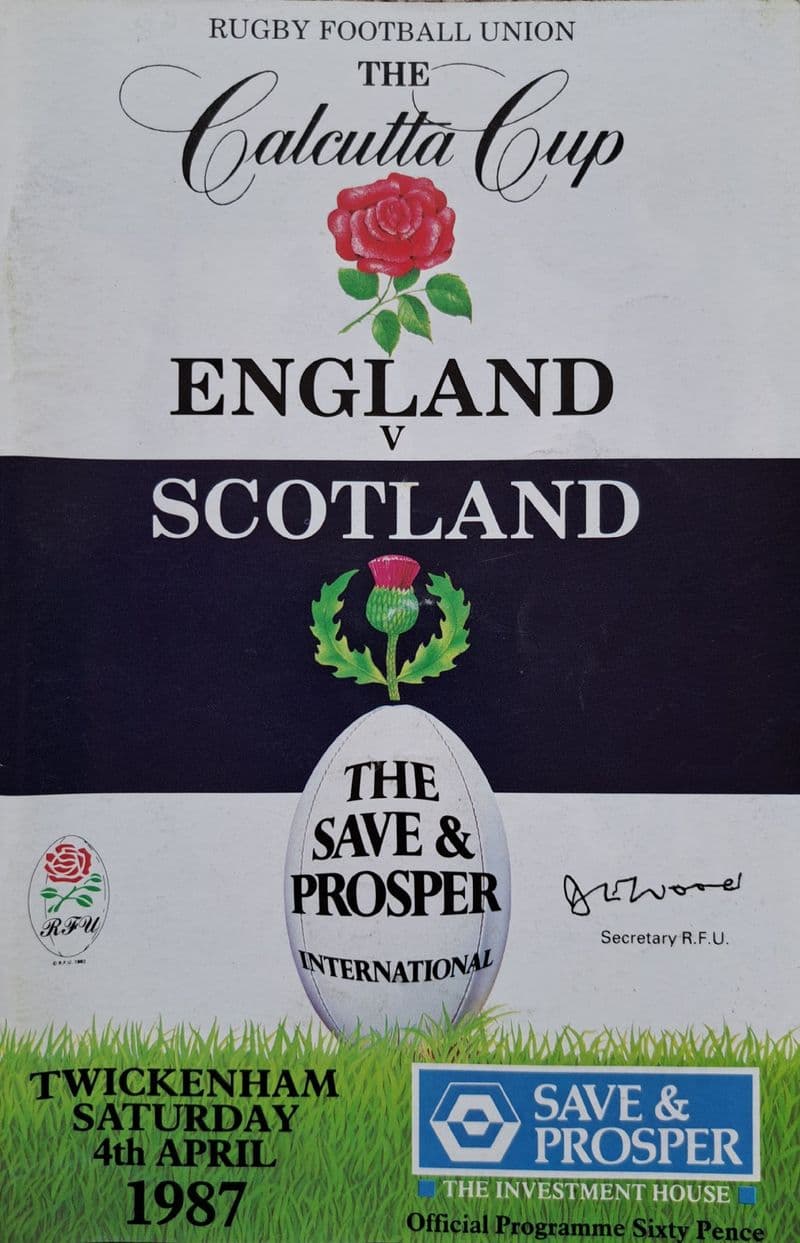 RUGBY FOOTBALL UNION
THE
Calcutta Cup
ENGLAND
V
SCOTLAND
THE
SAVE &
PROSPER
INTERNATIONAL
RFU
Secretary R.F.U.
TWICKENHAM
SATURDAY
4th APRIL
1987
SAVE &
PROSPER
THE INVESTMENT HOUSE
Official Programme Sixty Pence